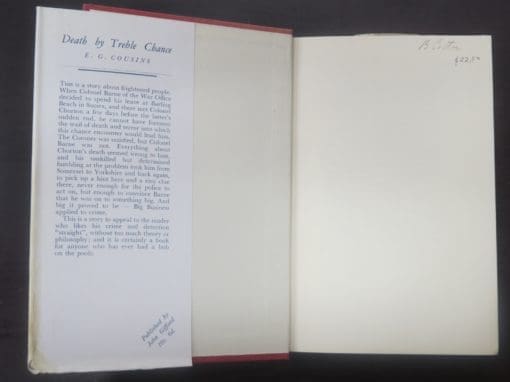 Death by Treble Chance
E. G. COUSINS
This is a story about frightened people.
When Colonel Barne of the War Office
decided to spend his leave at Barling
Beach in Sussex, and there met Colonel
Chorton a few days before the latter's
sudden end, he cannot have foreseen
the trail of death and terror into which
this chance encounter would lead him.
The Coroner was satisfied, but Colonel
Barne was not. Everything about
Chorton's death seemed wrong to him,
and his unskilled but determined
fumbling at the problem took him from
Somerset to Yorkshire and back again,
to pick up a hint here and a tiny clue
there, never enough for the police to
act on, but enough to convince Barne
that he was on to something big. And
big it proved to be — Big Business
applied to crime.
This is a story to appeal to the reader
who likes his crime and detection
"straight", without too much theory or
philosophy; and it is certainly a book
for anyone who has ever had a bob
on the pools.
Published by
John Gifford
10s. 6d.
B
$22.50